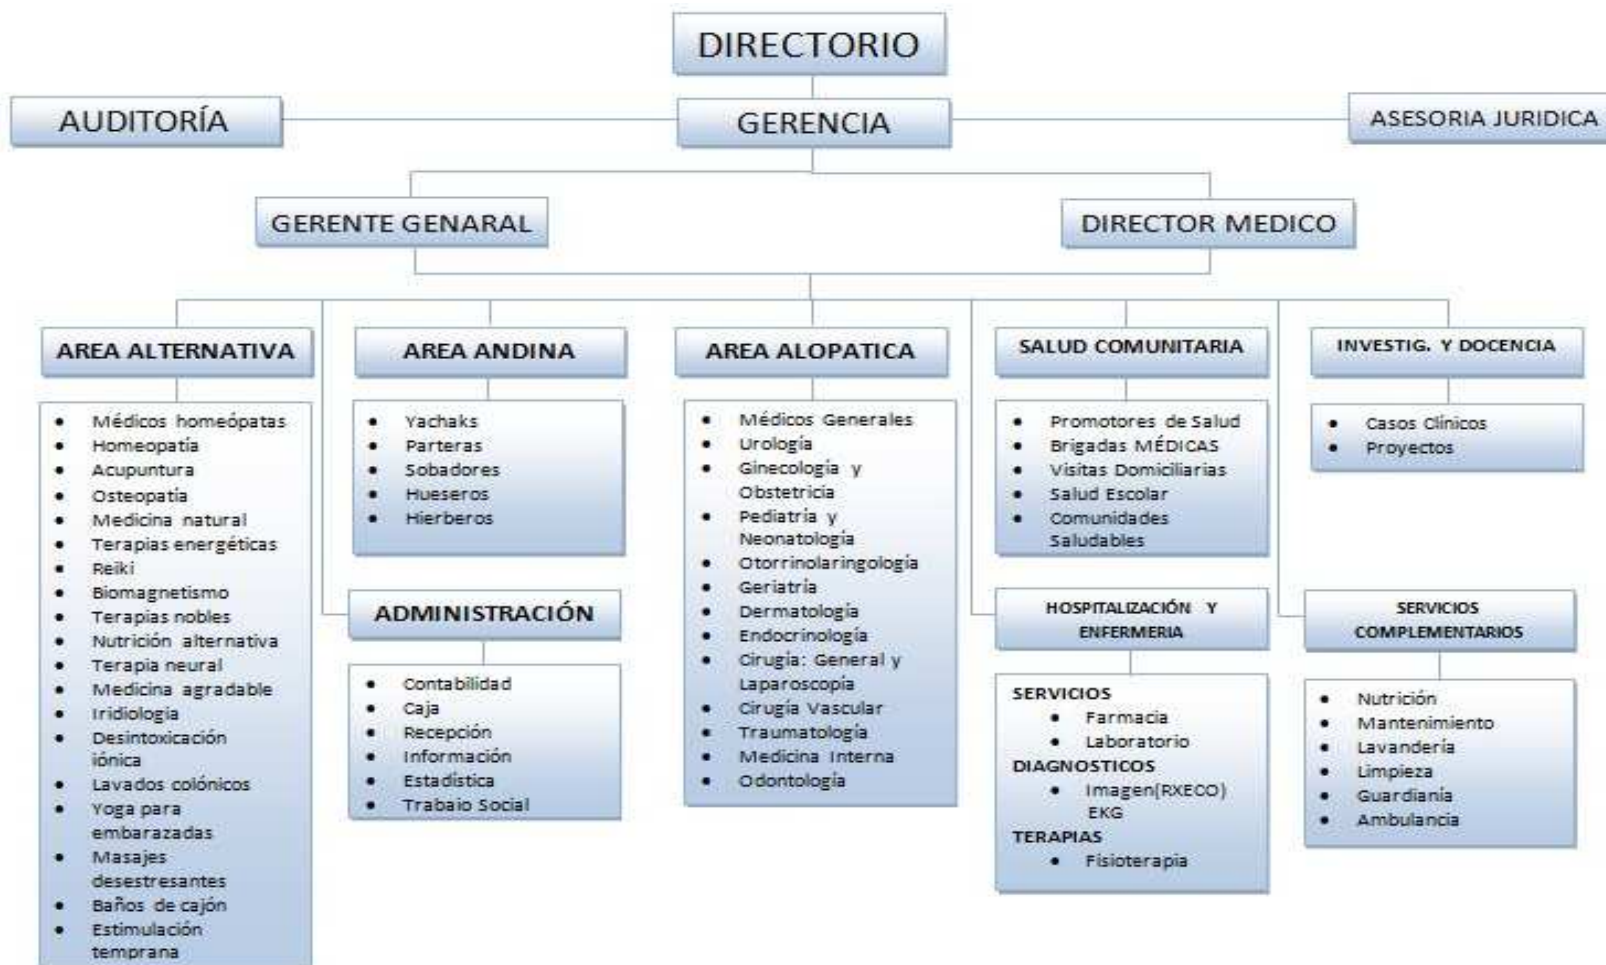 DIRECTORIO
AUDITORÍA
GERENCIA
ASESORIA JURIDICA
GERENTE GENARAL
DIRECTOR MEDICO
AREA ALTERNATIVA
• Médicos homeópatas
• Homeopatía
• Acupuntura
• Osteopatía
• Medicina natural
• Terapias energéticas
• Reiki
• Biomagnetismo
• Terapias nobles
• Nutrición alternativa
• Terapia neural
• Medicina agradable
• Iridiología
• Desintoxicación
iónica
• Lavados colónicos
• Yoga para
embarazadas
• Masajes
desestresantes
• Baños de cajón
• Estimulación
temprana
AREA ANDINA
• Yachaks
• Parteras
• Sobadores
• Hueseros
• Hierberos
ADMINISTRACIÓN
• Contabilidad
• Caja
• Recepción
• Información
• Estadística
• Trabajo Social
AREA ALOPATICA
• Médicos Generales
• Urología
• Ginecología y
Obstetricia
• Pediatría y
Neonatología
• Otorrinolaringología
• Geriatría
• Dermatología
• Endocrinología
• Cirugía: General y
Laparoscopía
• Cirugía Vascular
• Traumatología
• Medicina Interna
• Odontología
SALUD COMUNITARIA
• Promotores de Salud
• Brigadas MÉDICAS
• Visitas Domiciliarias
• Salud Escolar
• Comunidades
Saludables
HOSPITALIZACIÓN Y
ENFERMERIA
SERVICIOS
• Farmacia
• Laboratorio
DIAGNOSTICOS
• Imagen(RXECO)
EKG
TERAPIAS
• Fisioterapia
INVESTIG. Y DOCENCIA
• Casos Clínicos
• Proyectos
SERVICIOS
COMPLEMENTARIOS
• Nutrición
• Mantenimiento
• Lavandería
• Limpieza
• Guardianía
• Ambulancia